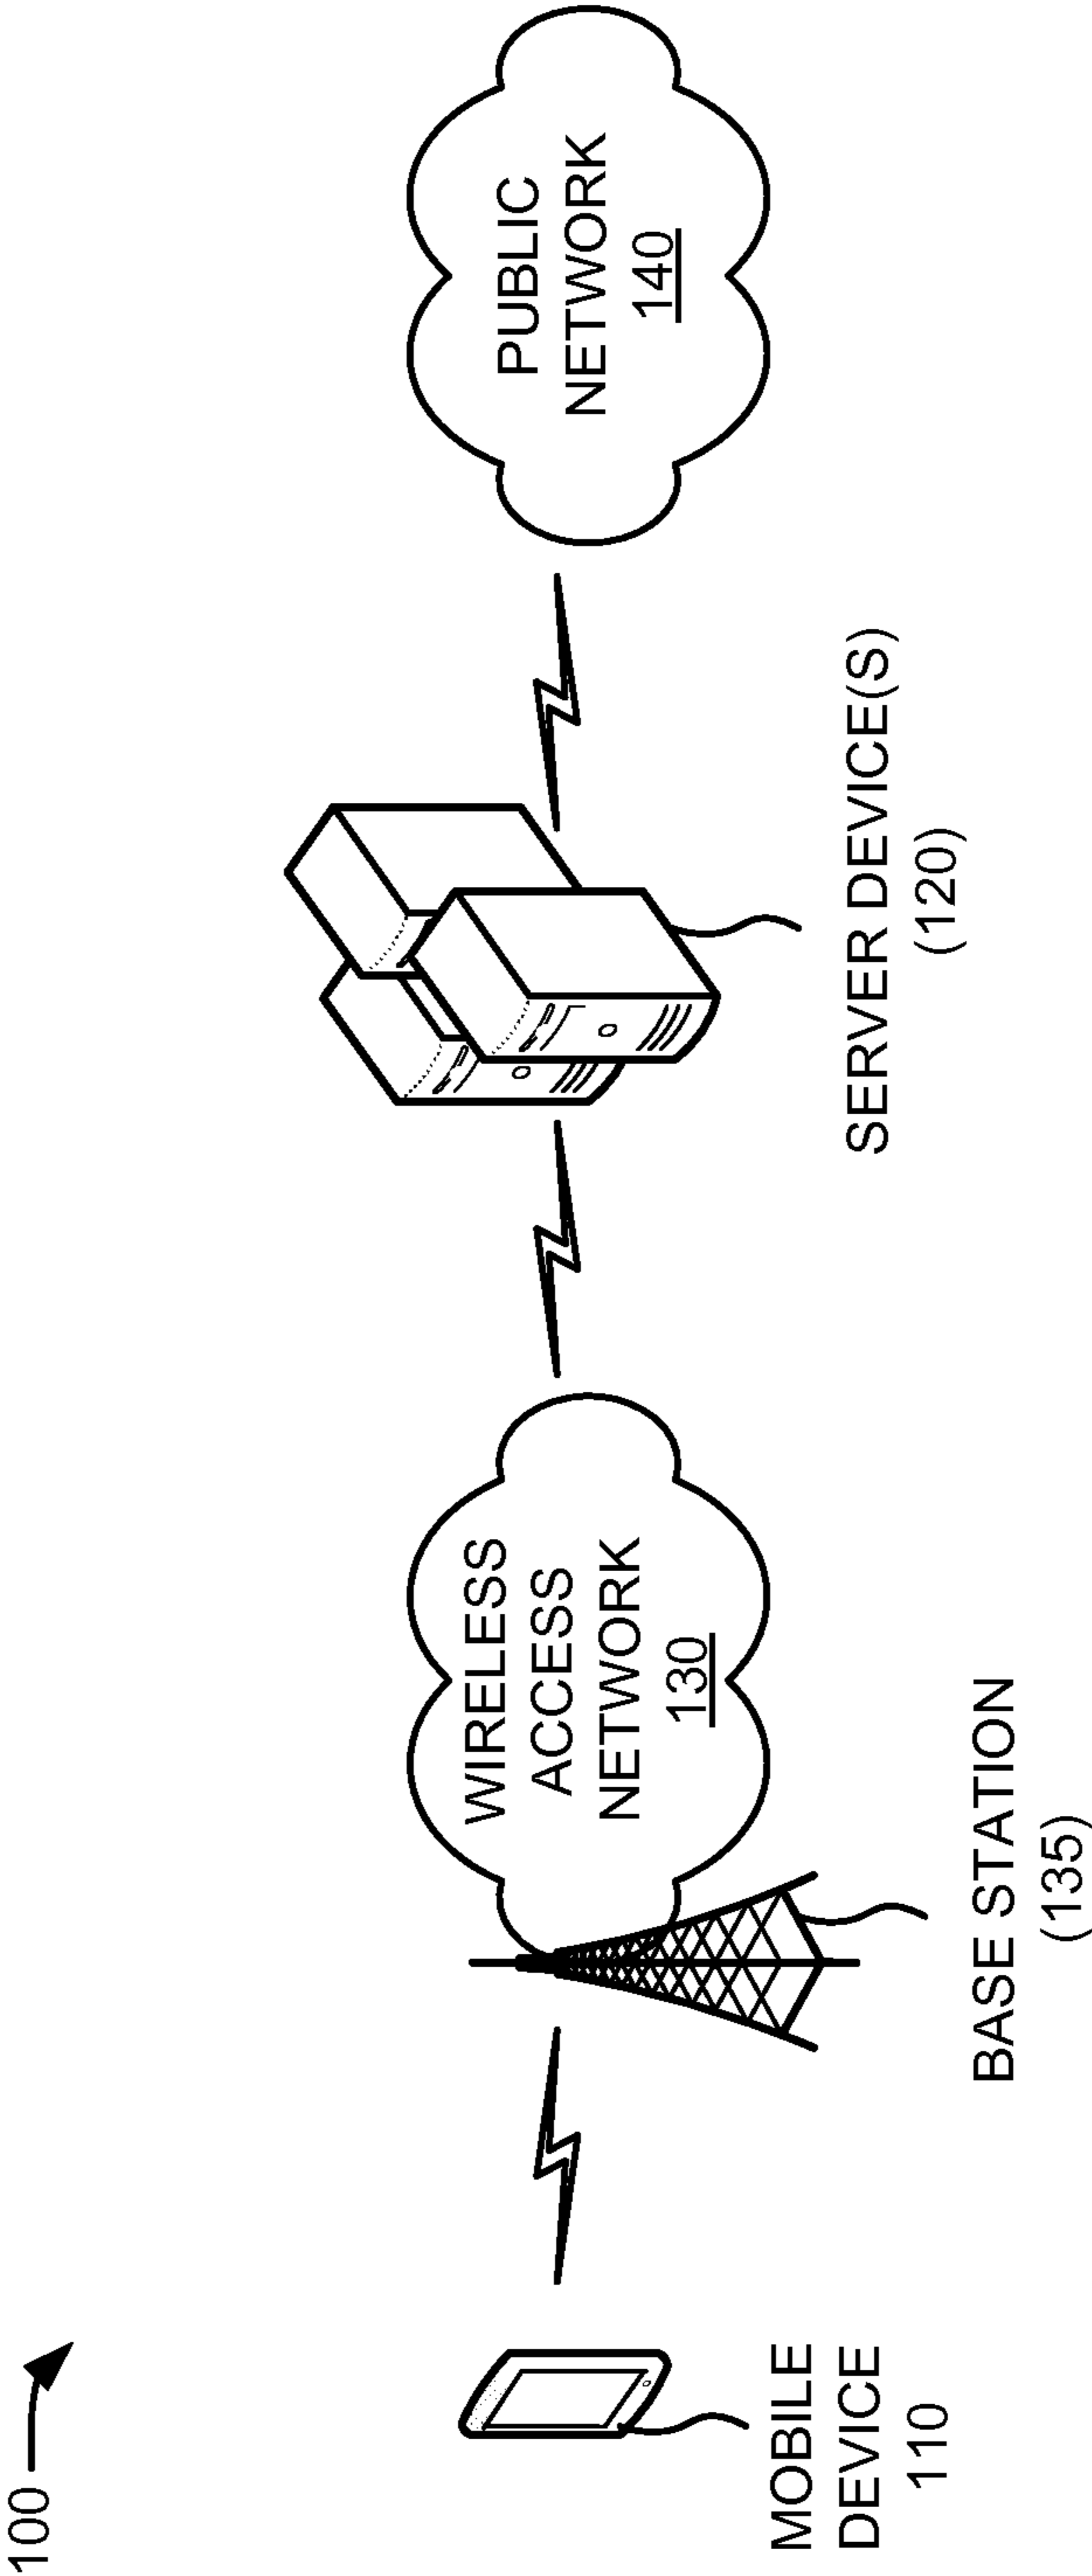 100
MOBILE
DEVICE
110
BASE STATION
(135)
WIRELESS
ACCESS
NETWORK
130
SERVER DEVICE(S)
(120)
PUBLIC
NETWORK
140